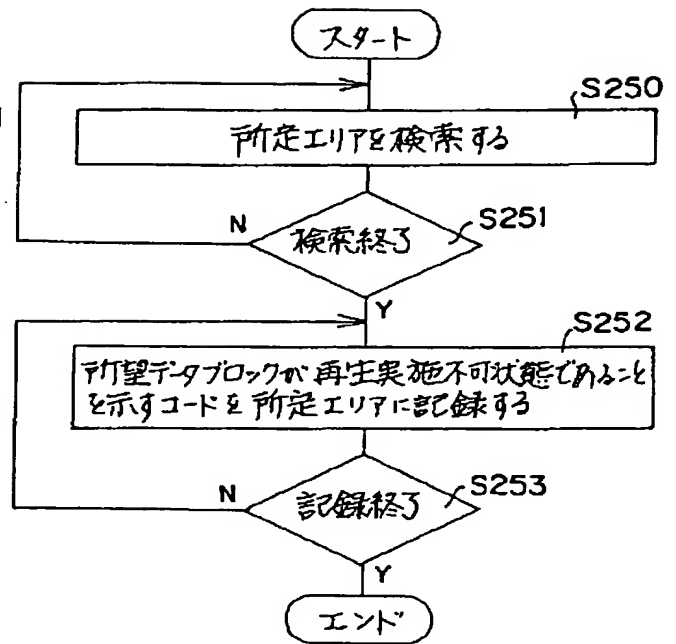 スタート
S250
所定エリアを検索する
S251
検索終了
N
Y
S252
所望データブロックが再生実施不可状態であること
を示すコードを所定エリアに記録する
S253
記録終了
N
Y
エンド